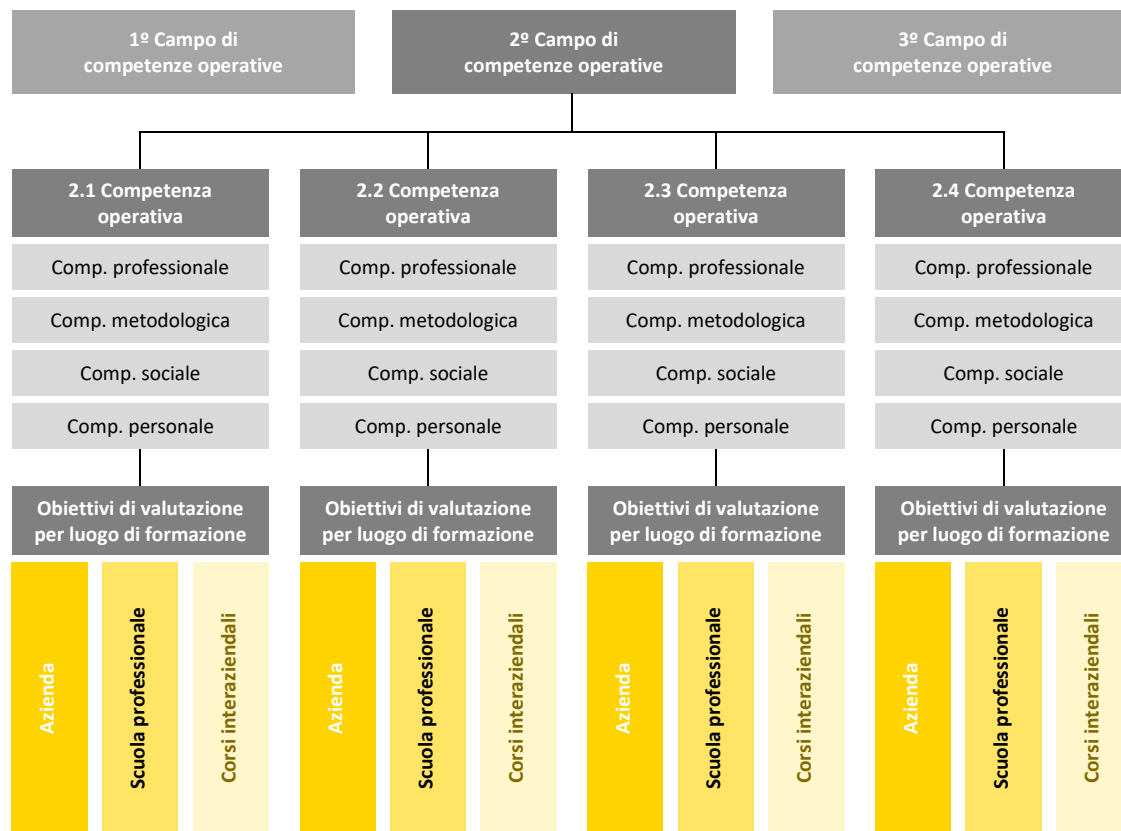 1º Campo di
competenze operative
2º Campo di
competenze operative
3º Campo di
competenze operative
2.1 Competenza
operativa
2.2 Competenza
operativa
2.3 Competenza
operativa
2.4 Competenza
operativa
Comp. professionale
Comp. professionale
Comp. professionale
Comp. professionale
Comp. metodologica
Comp. metodologica
Comp. metodologica
Comp. metodologica
Comp. sociale
Comp. sociale
Comp. sociale
Comp. sociale
Comp. personale
Comp. personale
Comp. personale
Comp. personale
Obiettivi di valutazione
per luogo di formazione
Obiettivi di valutazione
per luogo di formazione
Obiettivi di valutazione
per luogo di formazione
Obiettivi di valutazione
per luogo di formazione
Azienda
Scuola professionale
Corsi interaziendali
Azienda
Scuola professionale
Corsi interaziendali
Azienda
Scuola professionale
Corsi interaziendali
Azienda
Scuola professionale
Corsi interaziendali